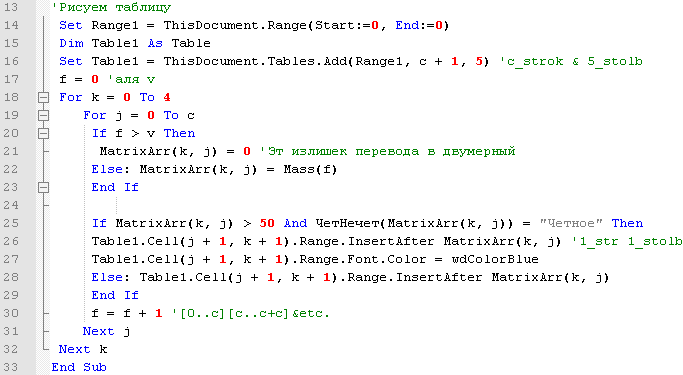 13 'Рисуем таблицу
14 Set Range1 = ThisDocument.Range(Start:=0, End:=0)
15 Dim Table1 As Table
16 Set Table1 = ThisDocument.Tables.Add(Range1, c + 1, 5) 'c_strok & 5_stolb
17 f = 0 'аля v
18 For k = 0 To 4
19 For j = 0 To c
20 If f > v Then
21 MatrixArr(k, j) = 0 'Эт излишек перевода в двумерный
22 Else: MatrixArr(k, j) = Mass(f)
23 End If
24
25 If MatrixArr(k, j) > 50 And ЧетНечет(MatrixArr(k, j)) = "Четное" Then
26 Table1.Cell(j + 1, k + 1).Range.InsertAfter MatrixArr(k, j) '1_str 1_stolb
27 Table1.Cell(j + 1, k + 1).Range.Font.Color = wdColorBlue
28 Else: Table1.Cell(j + 1, k + 1).Range.InsertAfter MatrixArr(k, j)
29 End If
30 f = f + 1 '[0..c][c..c+c]&etc.
31 Next j
32 Next k
33 End Sub